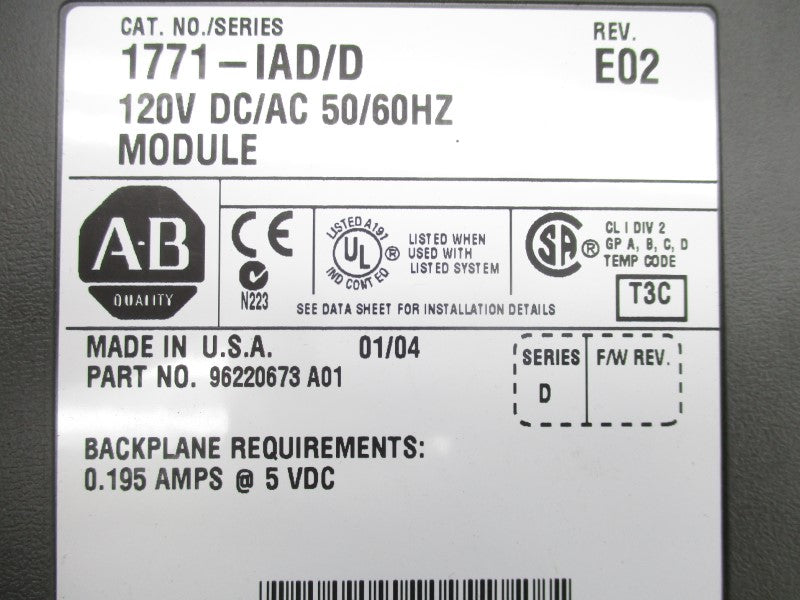 CAT. NO./SERIES
REV.
1771-IAD/D
E02
120V DC/AC 50/60HZ
MODULE
A-B
QUALITY
CE
N223
LISTED A191
UL
®
IND CONT EQ
LISTED WHEN
USED WITH
LISTED SYSTEM
SA
®
CL I DIV 2
GP A, B, C, D
TEMP CODE
T3C
SEE DATA SHEET FOR INSTALLATION DETAILS
MADE IN U.S.A. 01/04
PART NO. 96220673 A01
SERIES
D
F/W REV.
BACKPLANE REQUIREMENTS:
0.195 AMPS @ 5 VDC